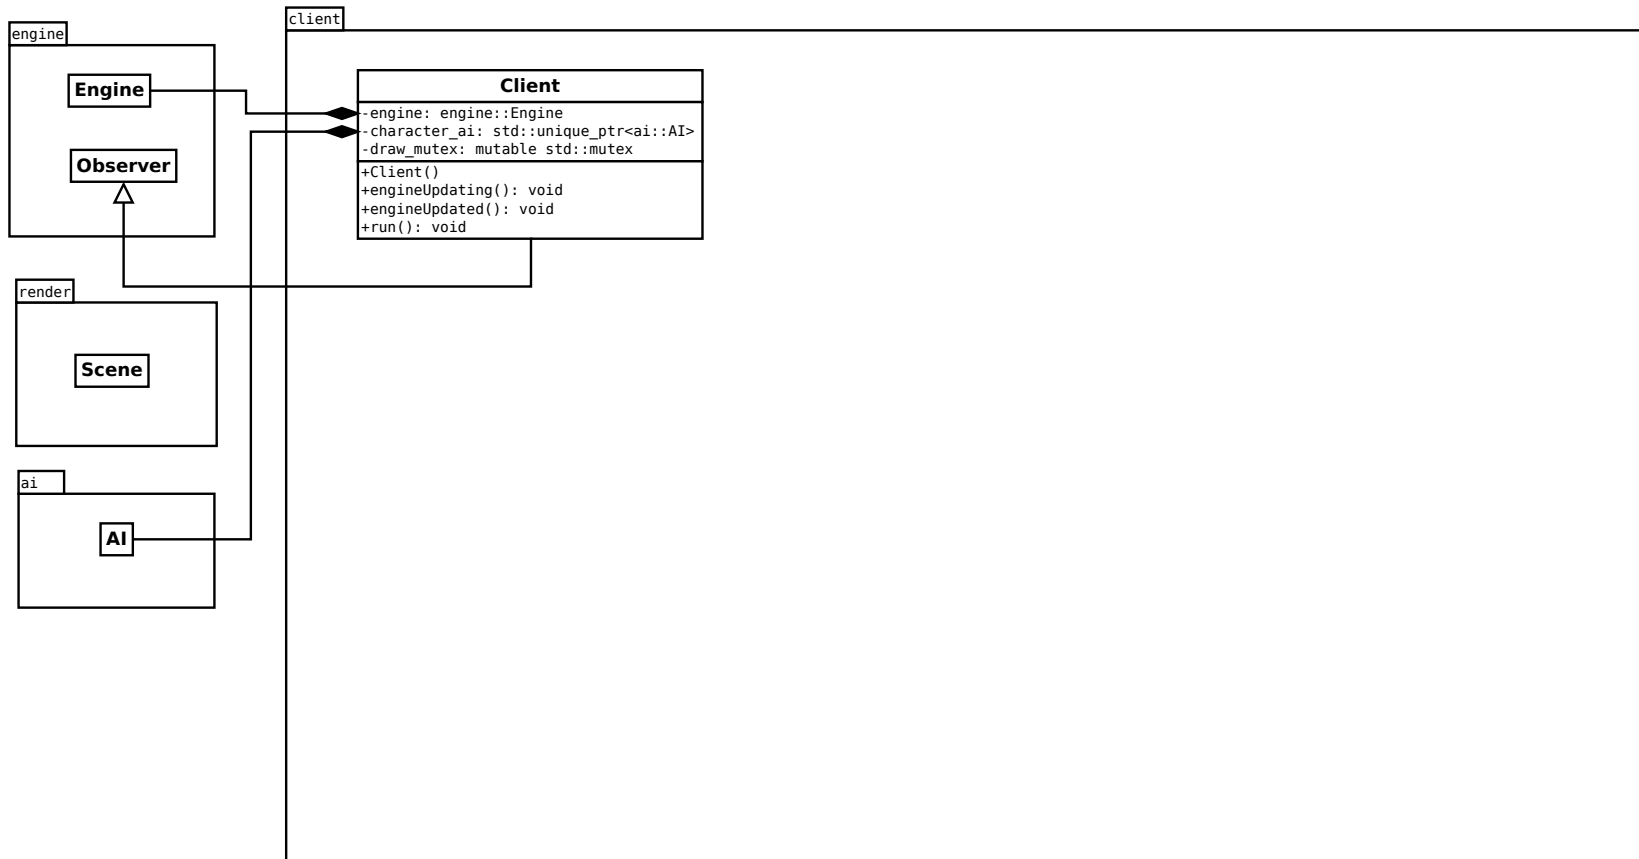 client
engine
Engine
Observer
Client
-engine: engine::Engine
-character_ai: std::unique_ptr<ai::AI>
-draw_mutex: mutable std::mutex
+Client()
+engineUpdating(): void
+engineUpdated(): void
+run(): void
render
Scene
ai
AI